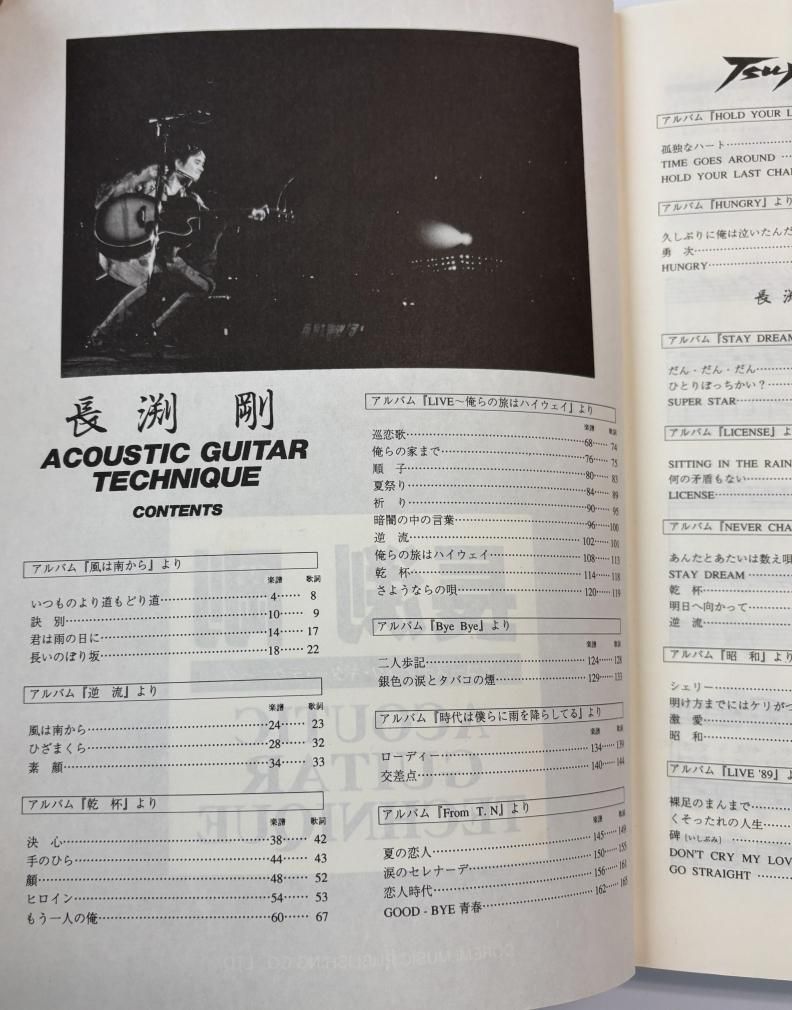 長渕 剛
ACOUSTIC GUITAR
TECHNIQUE
CONTENTS
アルバム『風は南から』より
楽譜 歌詞
いつものより道もどり道 4 8
訣 別 10 9
君は雨の日に 14 17
長いのぼり坂 18 22
アルバム『逆 流』より
楽譜 歌詞
風は南から 24 23
ひざまくら 28 32
素 顔 34 33
アルバム『乾 杯』より
楽譜 歌詞
決 心 38 42
手のひら 44 43
顔 48 52
ヒロイン 54 53
もう一人の俺 60 67
アルバム『LIVE～俺らの旅はハイウェイ』より
楽譜 歌詞
巡恋歌 68 74
俺らの家まで 76 75
順 子 80 83
夏祭り 84 89
祈 り 90 95
暗闇の中の言葉 96 100
逆 流 102 101
俺らの旅はハイウェイ 108 113
乾 杯 114 118
さようならの唄 120 119
アルバム『Bye Bye』より
楽譜 歌詞
二人歩記 124 128
銀色の涙とタバコの煙 129 133
アルバム『時代は僕らに雨を降らしてる』より
楽譜 歌詞
ローディー 134 139
交差点 140 144
アルバム『From T. N』より
楽譜 歌詞
夏の恋人 145 149
涙のセレナーデ 150 155
恋人時代 156 161
GOOD - BYE 青春 162 165
アルバム『HOLD YOUR L
孤独なハート
TIME GOES AROUND
HOLD YOUR LAST CHA
アルバム『HUNGRY』より
久しぶりに俺は泣いたんだ
勇 次
HUNGRY
長 渕
アルバム『STAY DREAM
だん・だん・だん
ひとりぼっちかい？
SUPER STAR
アルバム『LICENSE』よ
SITTING IN THE RAIN
何の矛盾もない
LICENSE
アルバム『NEVER CHA
あんたとあたいは数え唄
STAY DREAM
乾 杯
明日へ向かって
逆 流
アルバム『昭 和』より
シェリー
明け方までにはケリがつ
激 愛
昭 和
アルバム『LIVE '89』よ
裸足のまんまで
くそったれの人生
碑 (いしぶみ)
DON'T CRY MY LOV
GO STRAIGHT